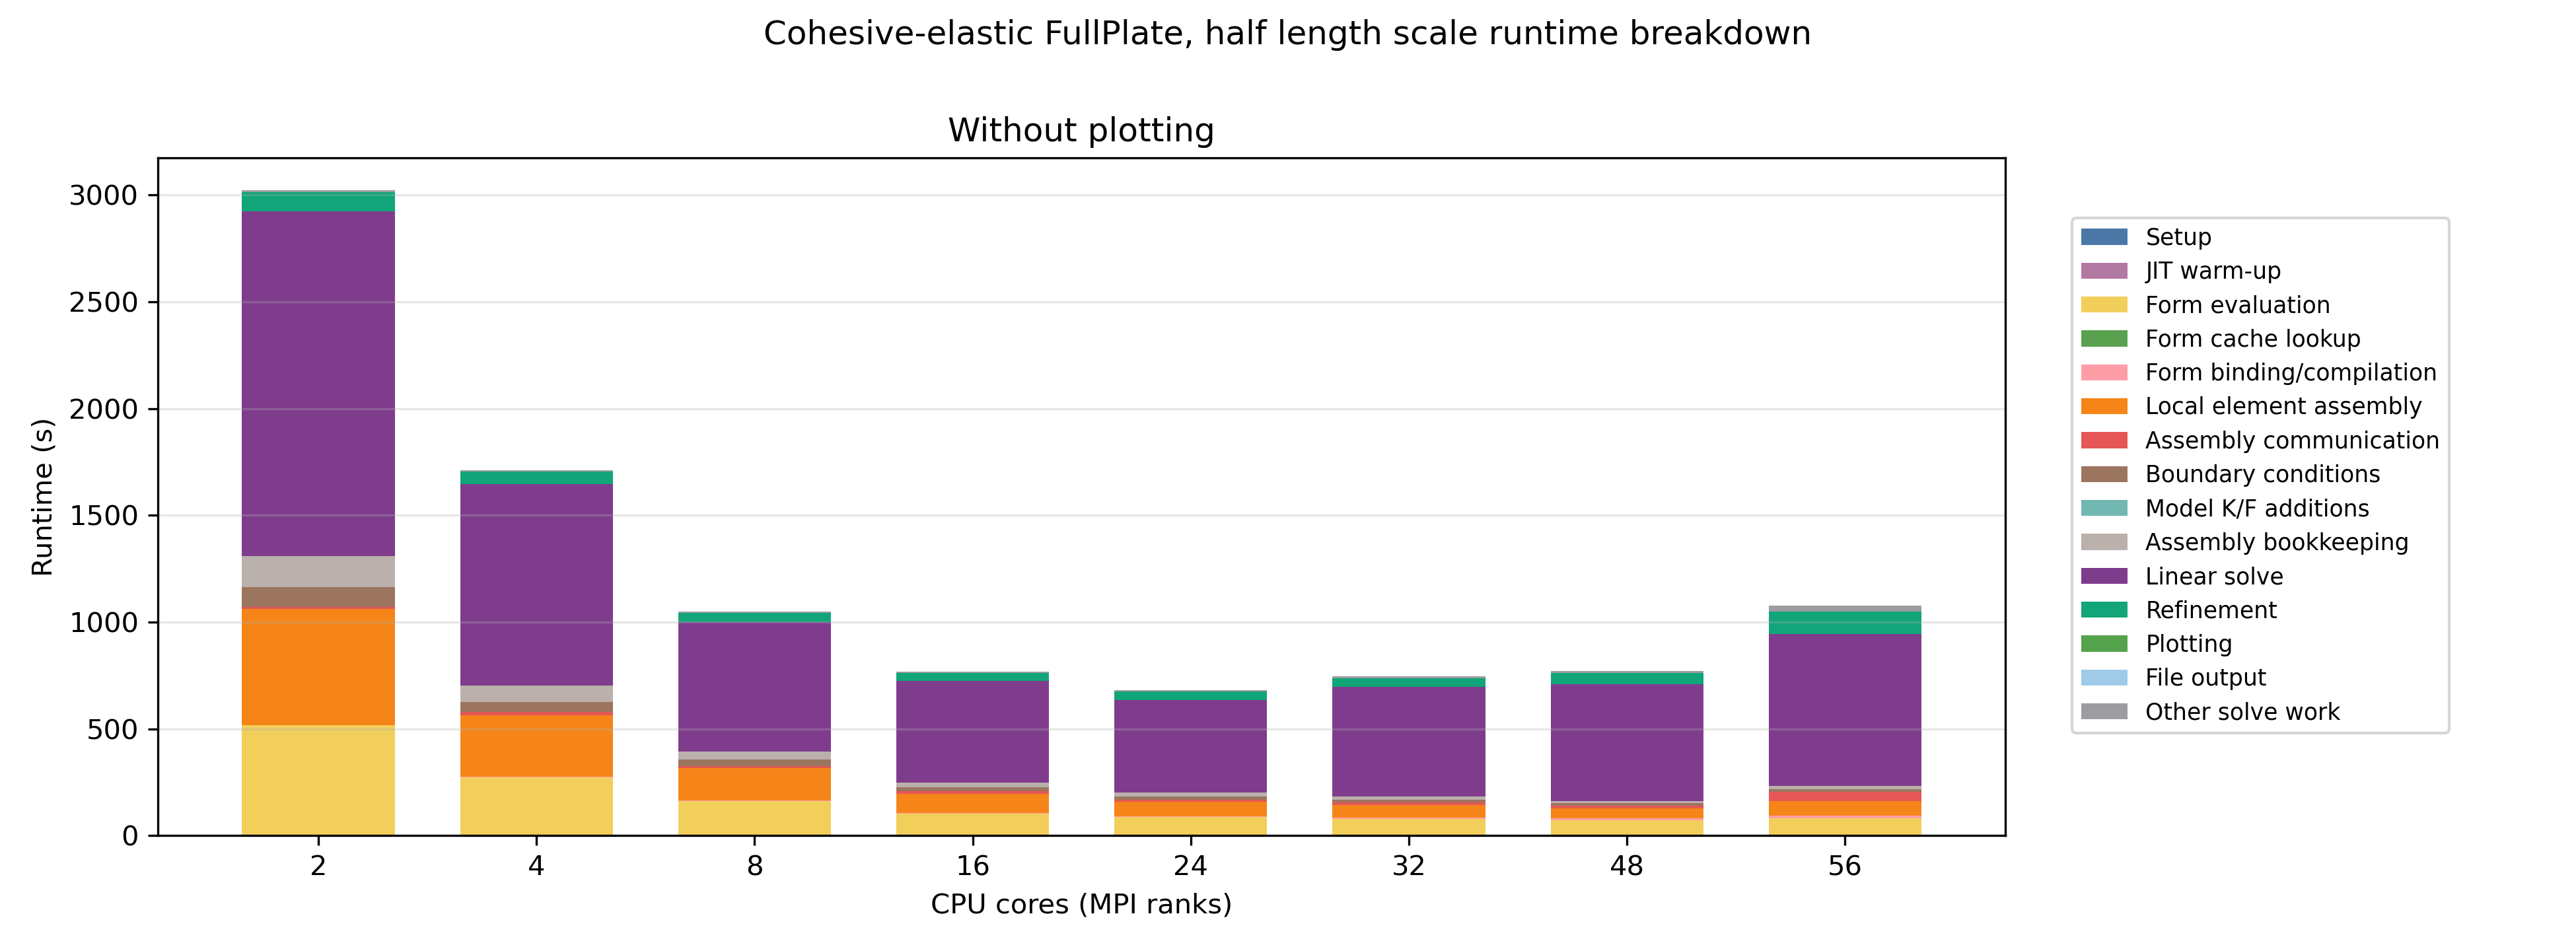 Cohesive-elastic FullPlate, half length scale runtime breakdown
Without plotting
Runtime (s)
3000
2500
2000
1500
1000
500
0
2 4 8 16 24 32 48 56
CPU cores (MPI ranks)
Setup
JIT warm-up
Form evaluation
Form cache lookup
Form binding/compilation
Local element assembly
Assembly communication
Boundary conditions
Model K/F additions
Assembly bookkeeping
Linear solve
Refinement
Plotting
File output
Other solve work